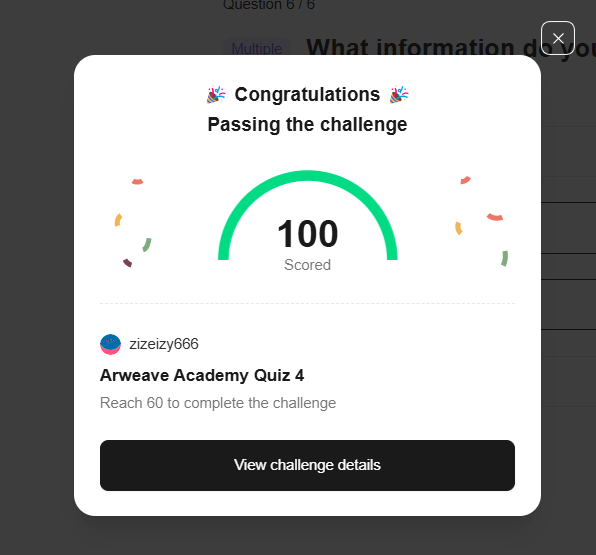 Question 6 / 6
Multiple What information do you
🎉 Congratulations 🎉
Passing the challenge
100
Scored
zizeizy666
Arweave Academy Quiz 4
Reach 60 to complete the challenge
View challenge details